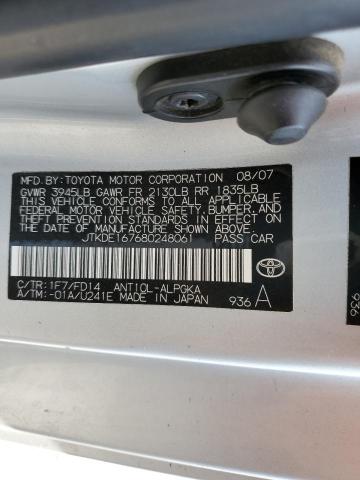 MFD.BY:TOYOTA MOTOR CORPORATION 08/07
GVWR 3945LB GAWR FR 2130LB RR 1835LB
THIS VEHICLE CONFORMS TO ALL APPLICABLE
FEDERAL MOTOR VEHICLE SAFETY,BUMPER,AND
THEFT PREVENTION STANDARDS IN EFFECT ON
THE DATE OF MANUFACTURE SHOWN ABOVE.
JTKDE167680248061 PASS CAR
C/TR:1F7/FD14 ANT10L-ALPGKA
A/TM:-01A/U241E MADE IN JAPAN 936 A
936